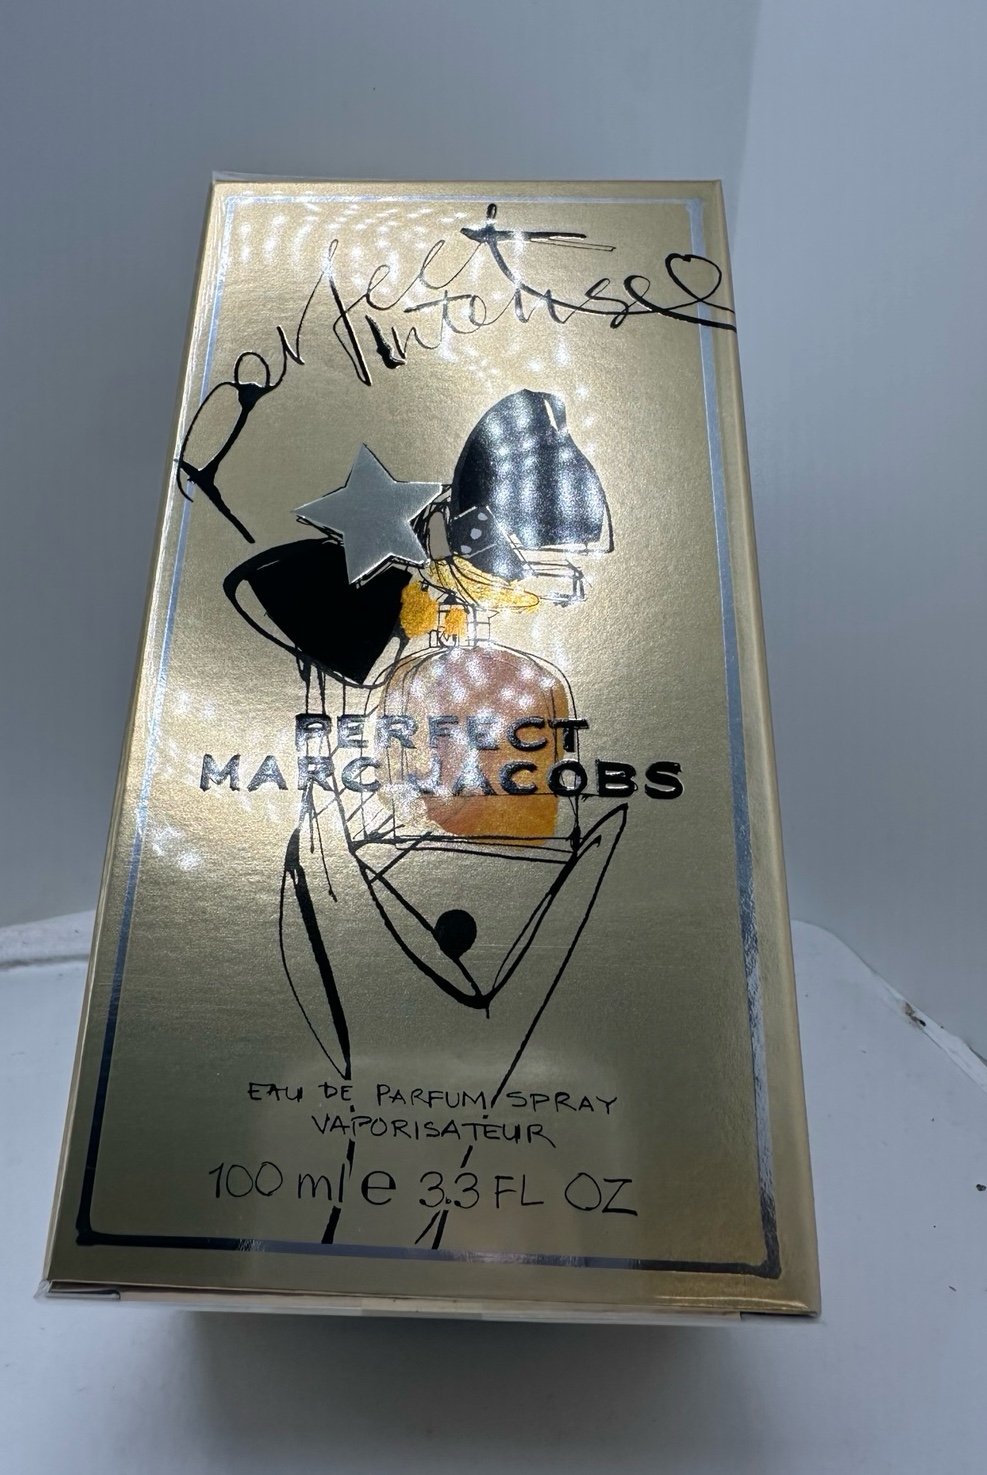 Perfect
intense
PERFECT
MARC JACOBS
EAU DE PARFUM SPRAY
VAPORISATEUR
100 ml e 3.3 FL OZ